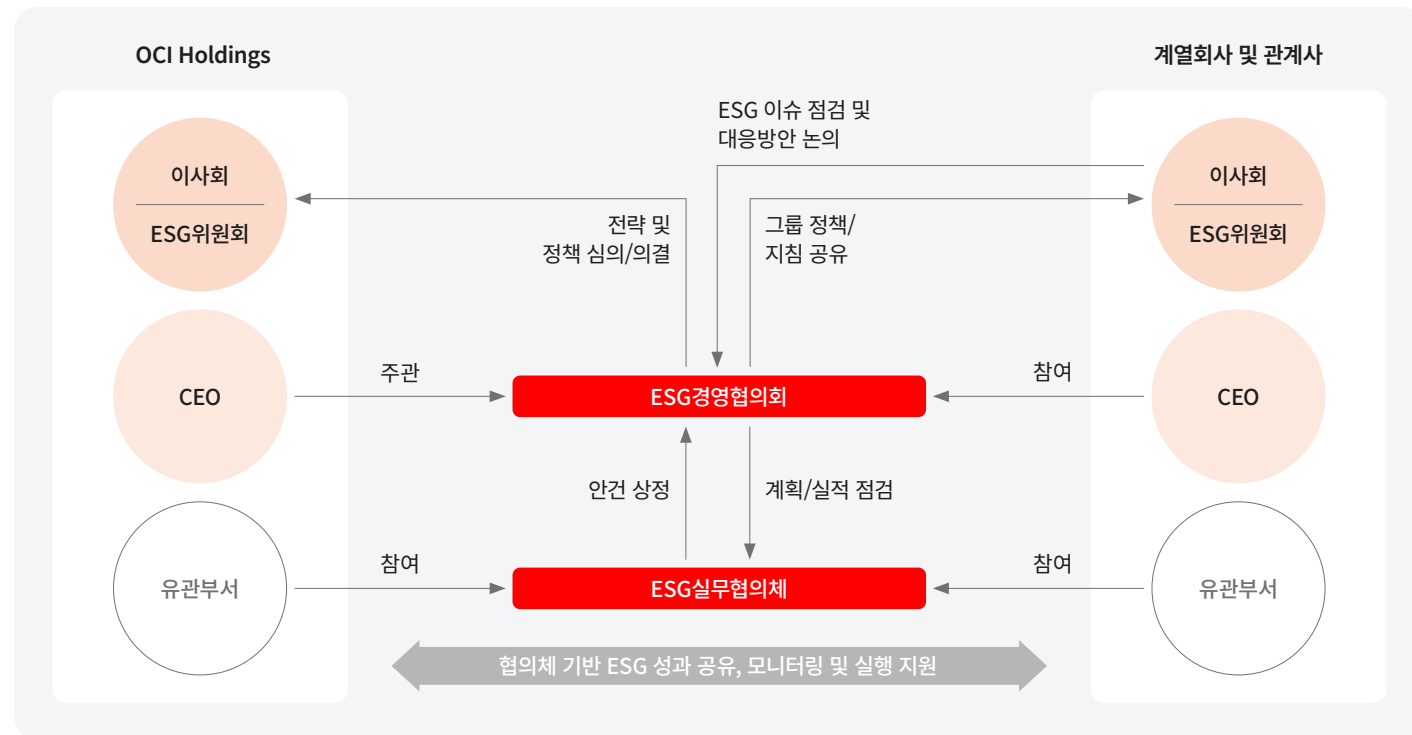 OCI Holdings
계열회사 및 관계사
ESG 이슈 점검 및
대응방안 논의
이사회
ESG위원회
전략 및
정책 심의/의결
그룹 정책/
지침 공유
이사회
ESG위원회
CEO
주관
ESG경영협의회
참여
CEO
안건 상정
계획/실적 점검
유관부서
참여
ESG실무협의체
참여
유관부서
협의체 기반 ESG 성과 공유, 모니터링 및 실행 지원